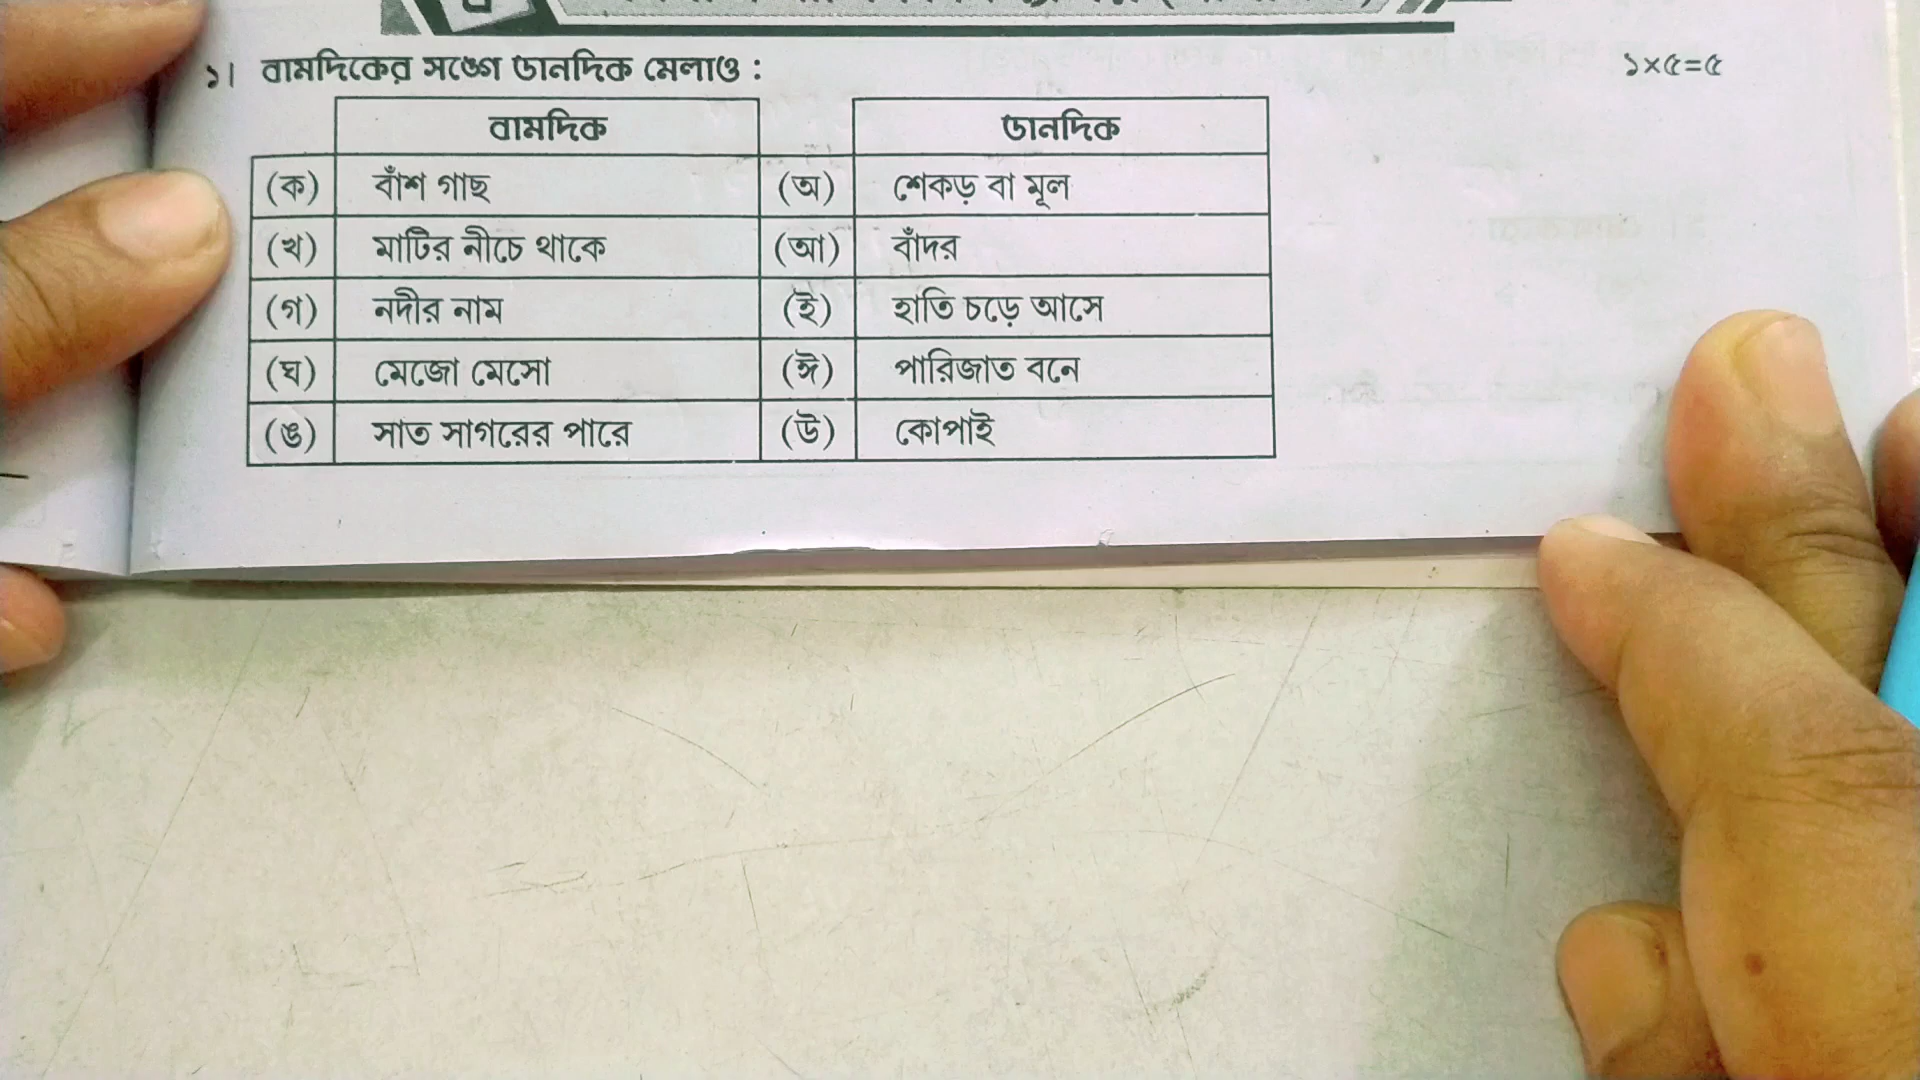 ১। বামদিকের সঙ্গে ডানদিক মেলাও : ১×৫=৫
বামদিক ডানদিক
(ক) বাঁশ গাছ (অ) শেকড় বা মূল
(খ) মাটির নীচে থাকে (আ) বাঁদর
(গ) নদীর নাম (ই) হাতি চড়ে আসে
(ঘ) মেজো মেসো (ঈ) পারিজাত বনে
(ঙ) সাত সাগরের পারে (উ) কোপাই